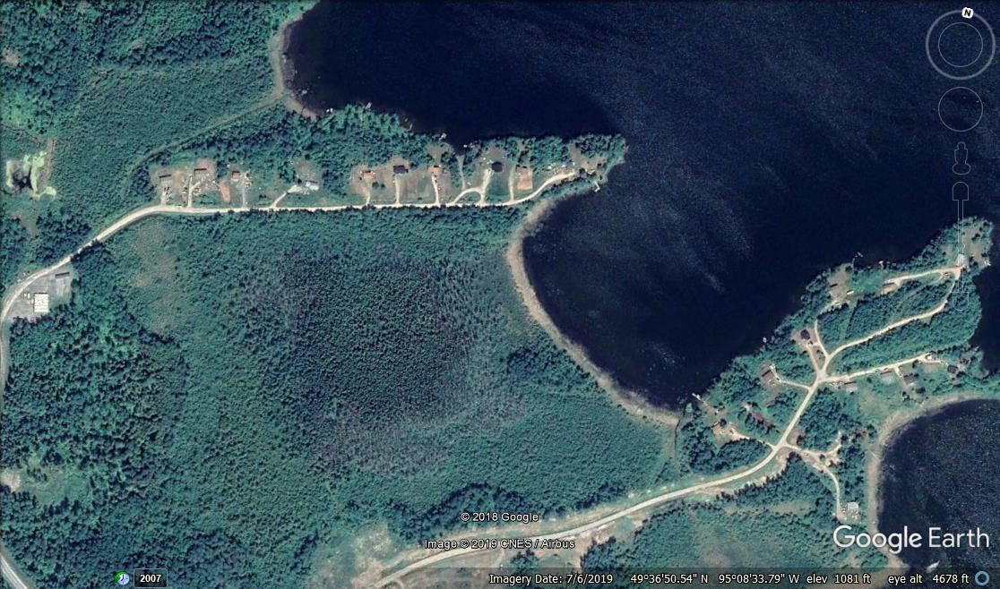 N
© 2018 Google
Image © 2019 CNES / Airbus
Google Earth
2007
Imagery Date: 7/6/2019 49°36'50.54" N 95°08'33.79" W elev 1081 ft eye alt 4678 ft